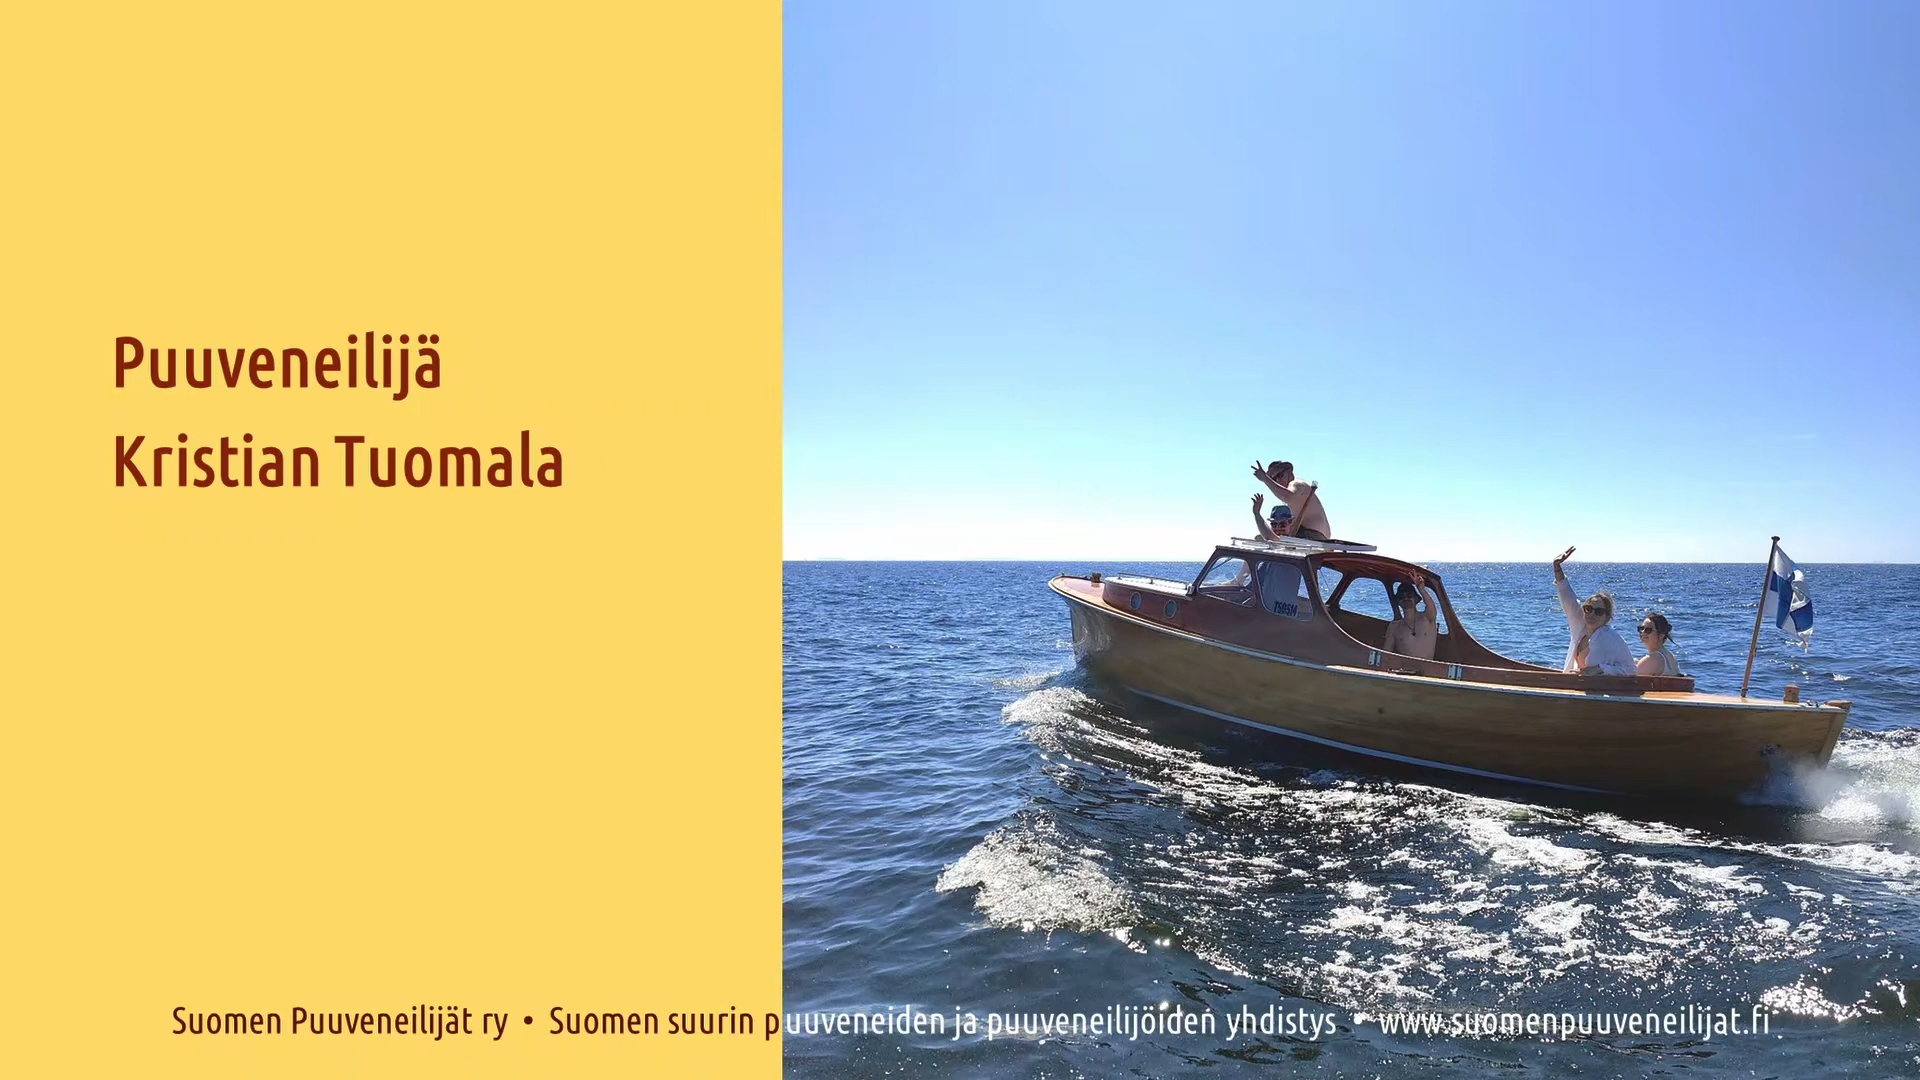 Puuveneilijä
Kristian Tuomala
Suomen Puuveneilijät ry • Suomen suurin puuveneiden ja puuveneilijöiden yhdistys • www.suomenpuuveneilijat.fi